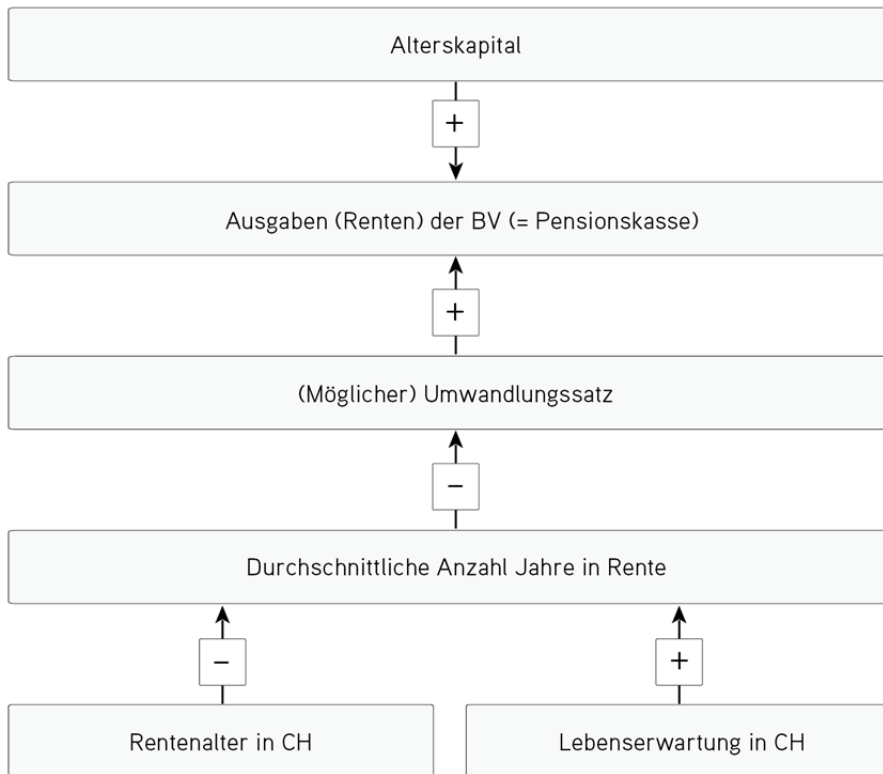 Alterskapital
+
Ausgaben (Renten) der BV (= Pensionskasse)
+
(Möglicher) Umwandlungssatz
−
Durchschnittliche Anzahl Jahre in Rente
− +
Rentenalter in CH Lebenserwartung in CH